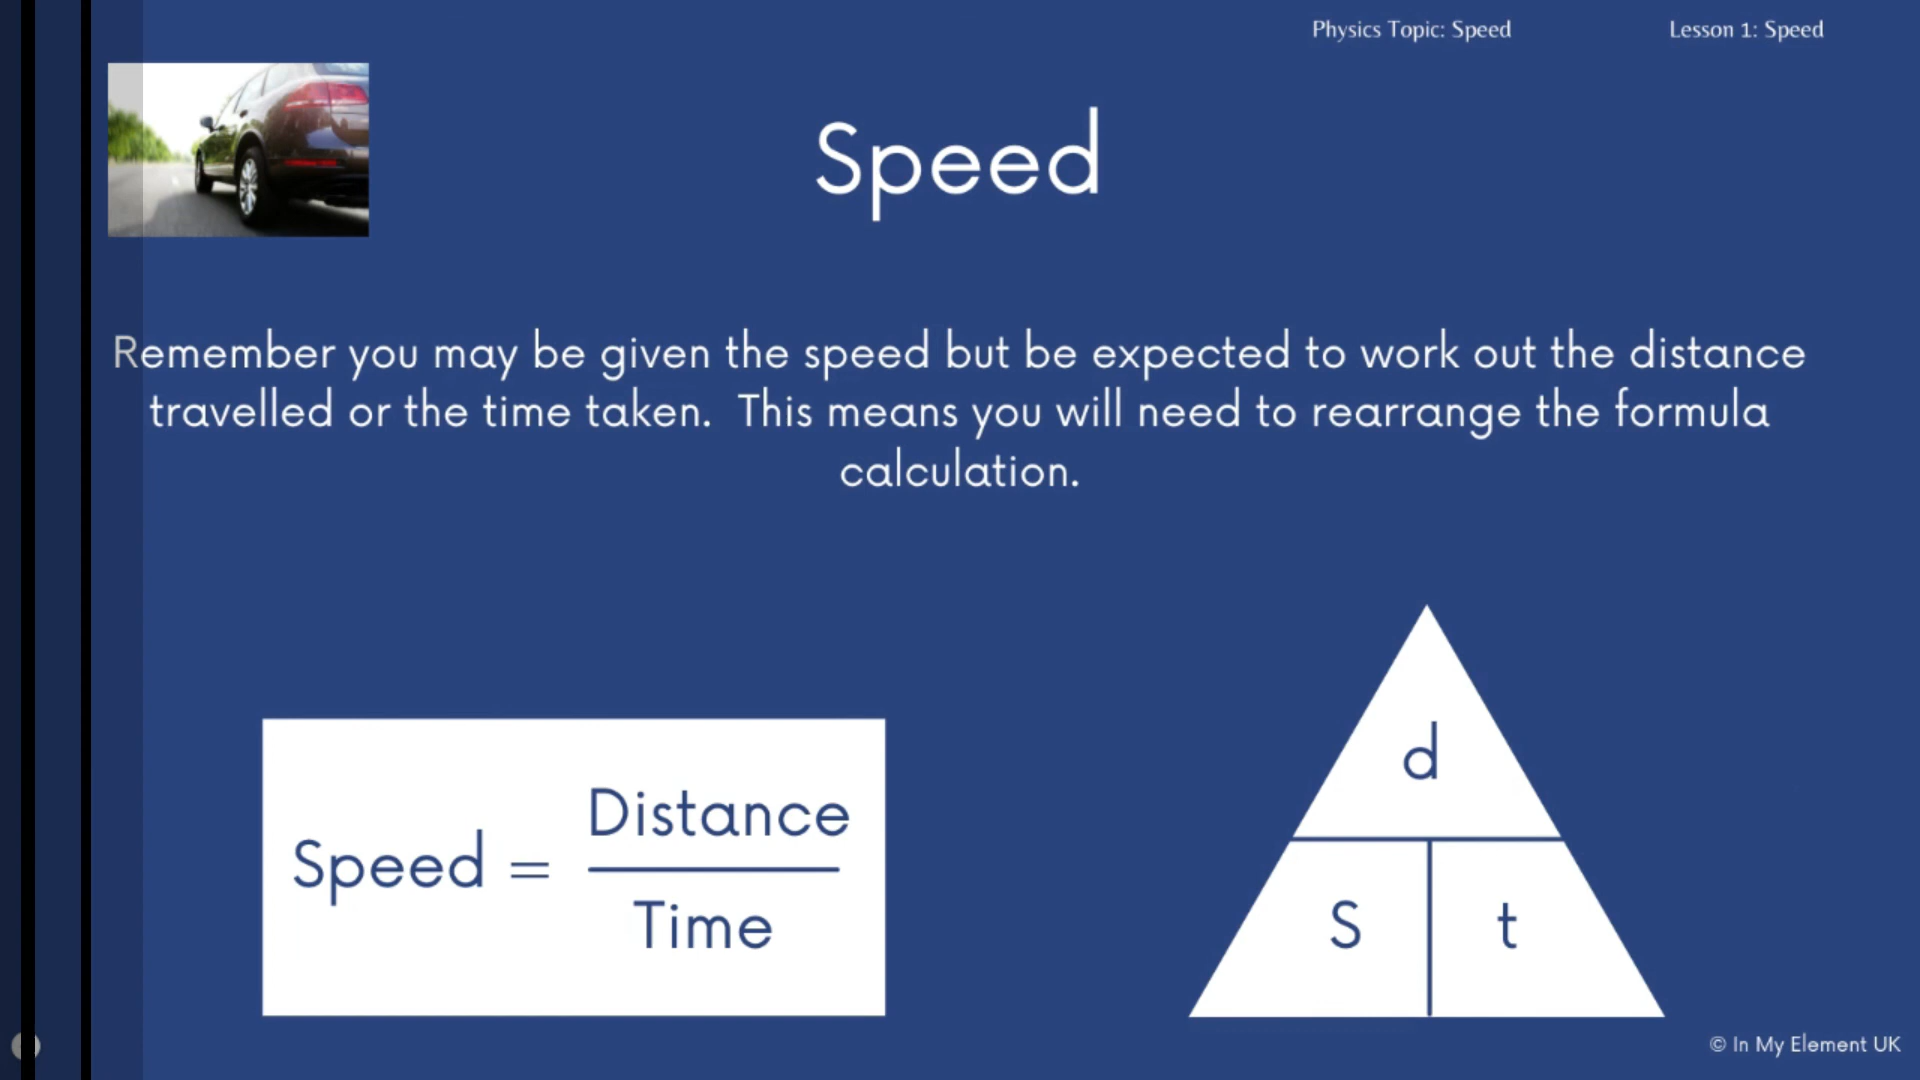 Physics Topic: Speed
Lesson 1: Speed
Speed
Remember you may be given the speed but be expected to work out the distance
travelled or the time taken. This means you will need to rearrange the formula
calculation.
Speed = Distance
Time
d
S t
© In My Element UK